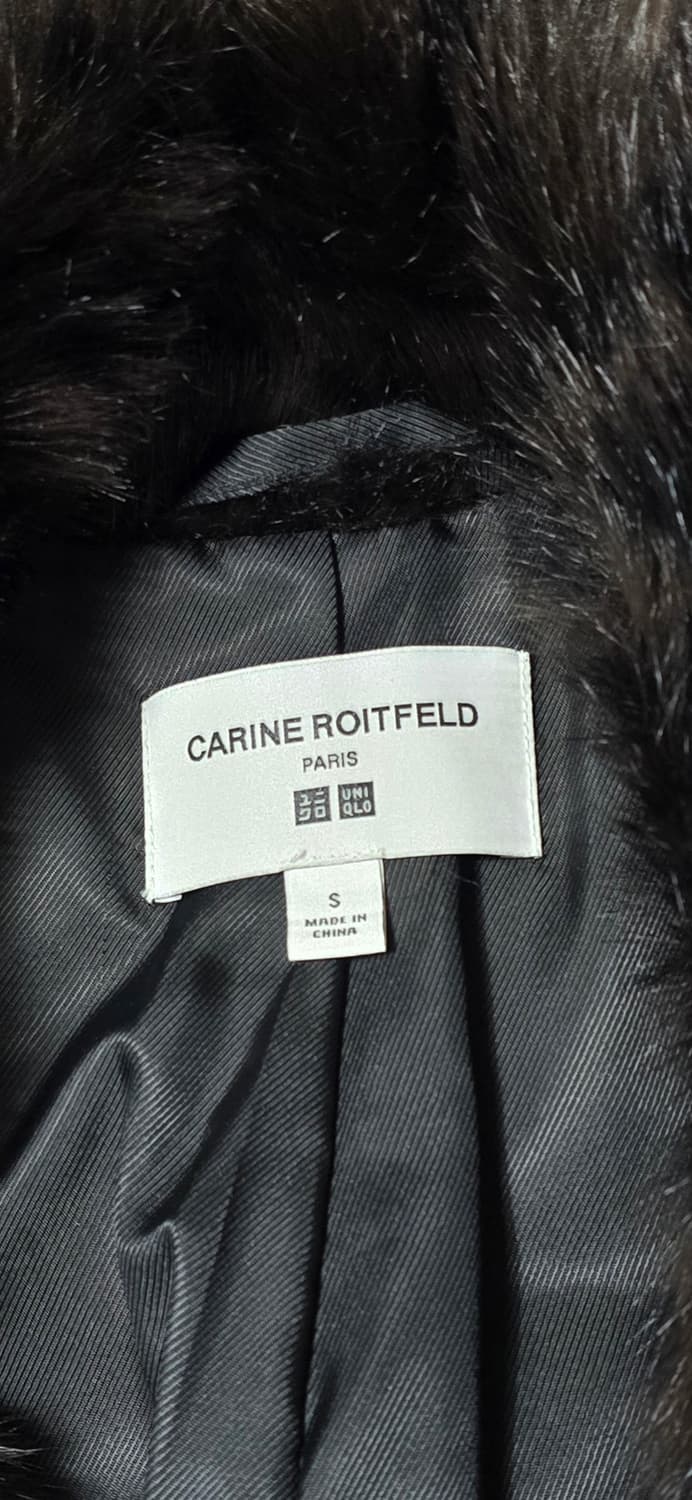 CARINE ROITFELD
PARIS
ユニ UNI
クロ QLO
S
MADE IN
CHINA